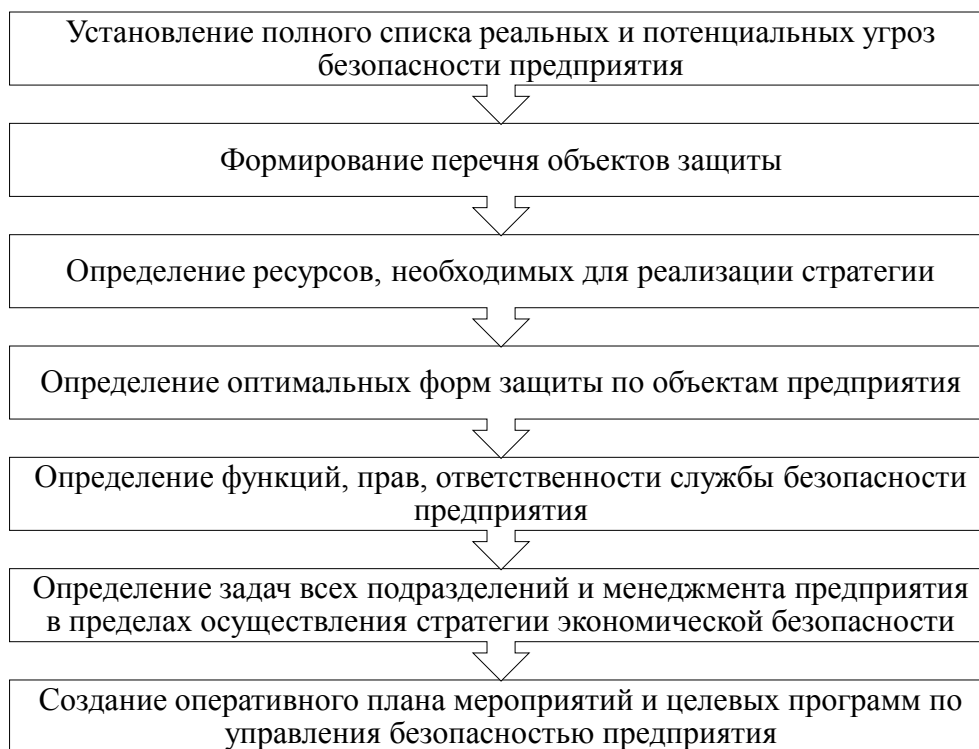 Установление полного списка реальных и потенциальных угроз
безопасности предприятия
Формирование перечня объектов защиты
Определение ресурсов, необходимых для реализации стратегии
Определение оптимальных форм защиты по объектам предприятия
Определение функций, прав, ответственности службы безопасности
предприятия
Определение задач всех подразделений и менеджмента предприятия
в пределах осуществления стратегии экономической безопасности
Создание оперативного плана мероприятий и целевых программ по
управления безопасностью предприятия